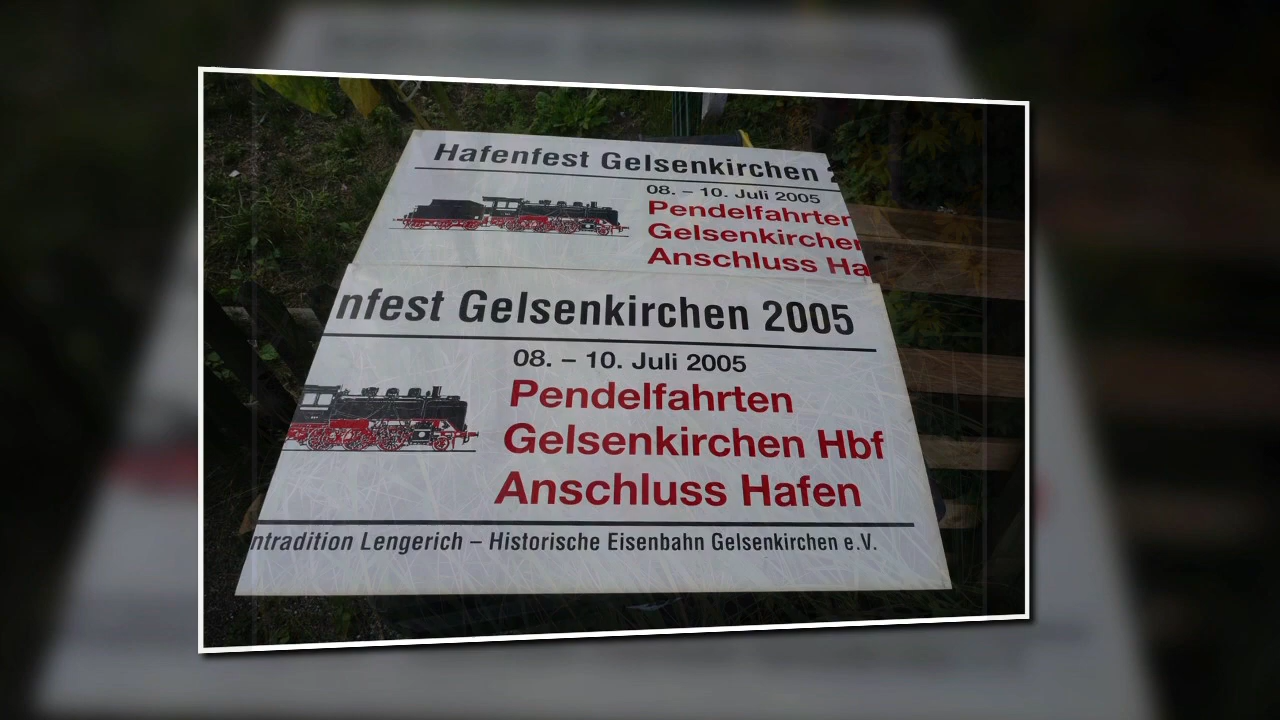 Hafenfest Gelsenkirchen
08. – 10. Juli 2005
Pendelfahrten
Gelsenkirchen
Anschluss Ha
nfest Gelsenkirchen 2005
08. – 10. Juli 2005
Pendelfahrten
Gelsenkirchen Hbf
Anschluss Hafen
ntradition Lengerich – Historische Eisenbahn Gelsenkirchen e.V.